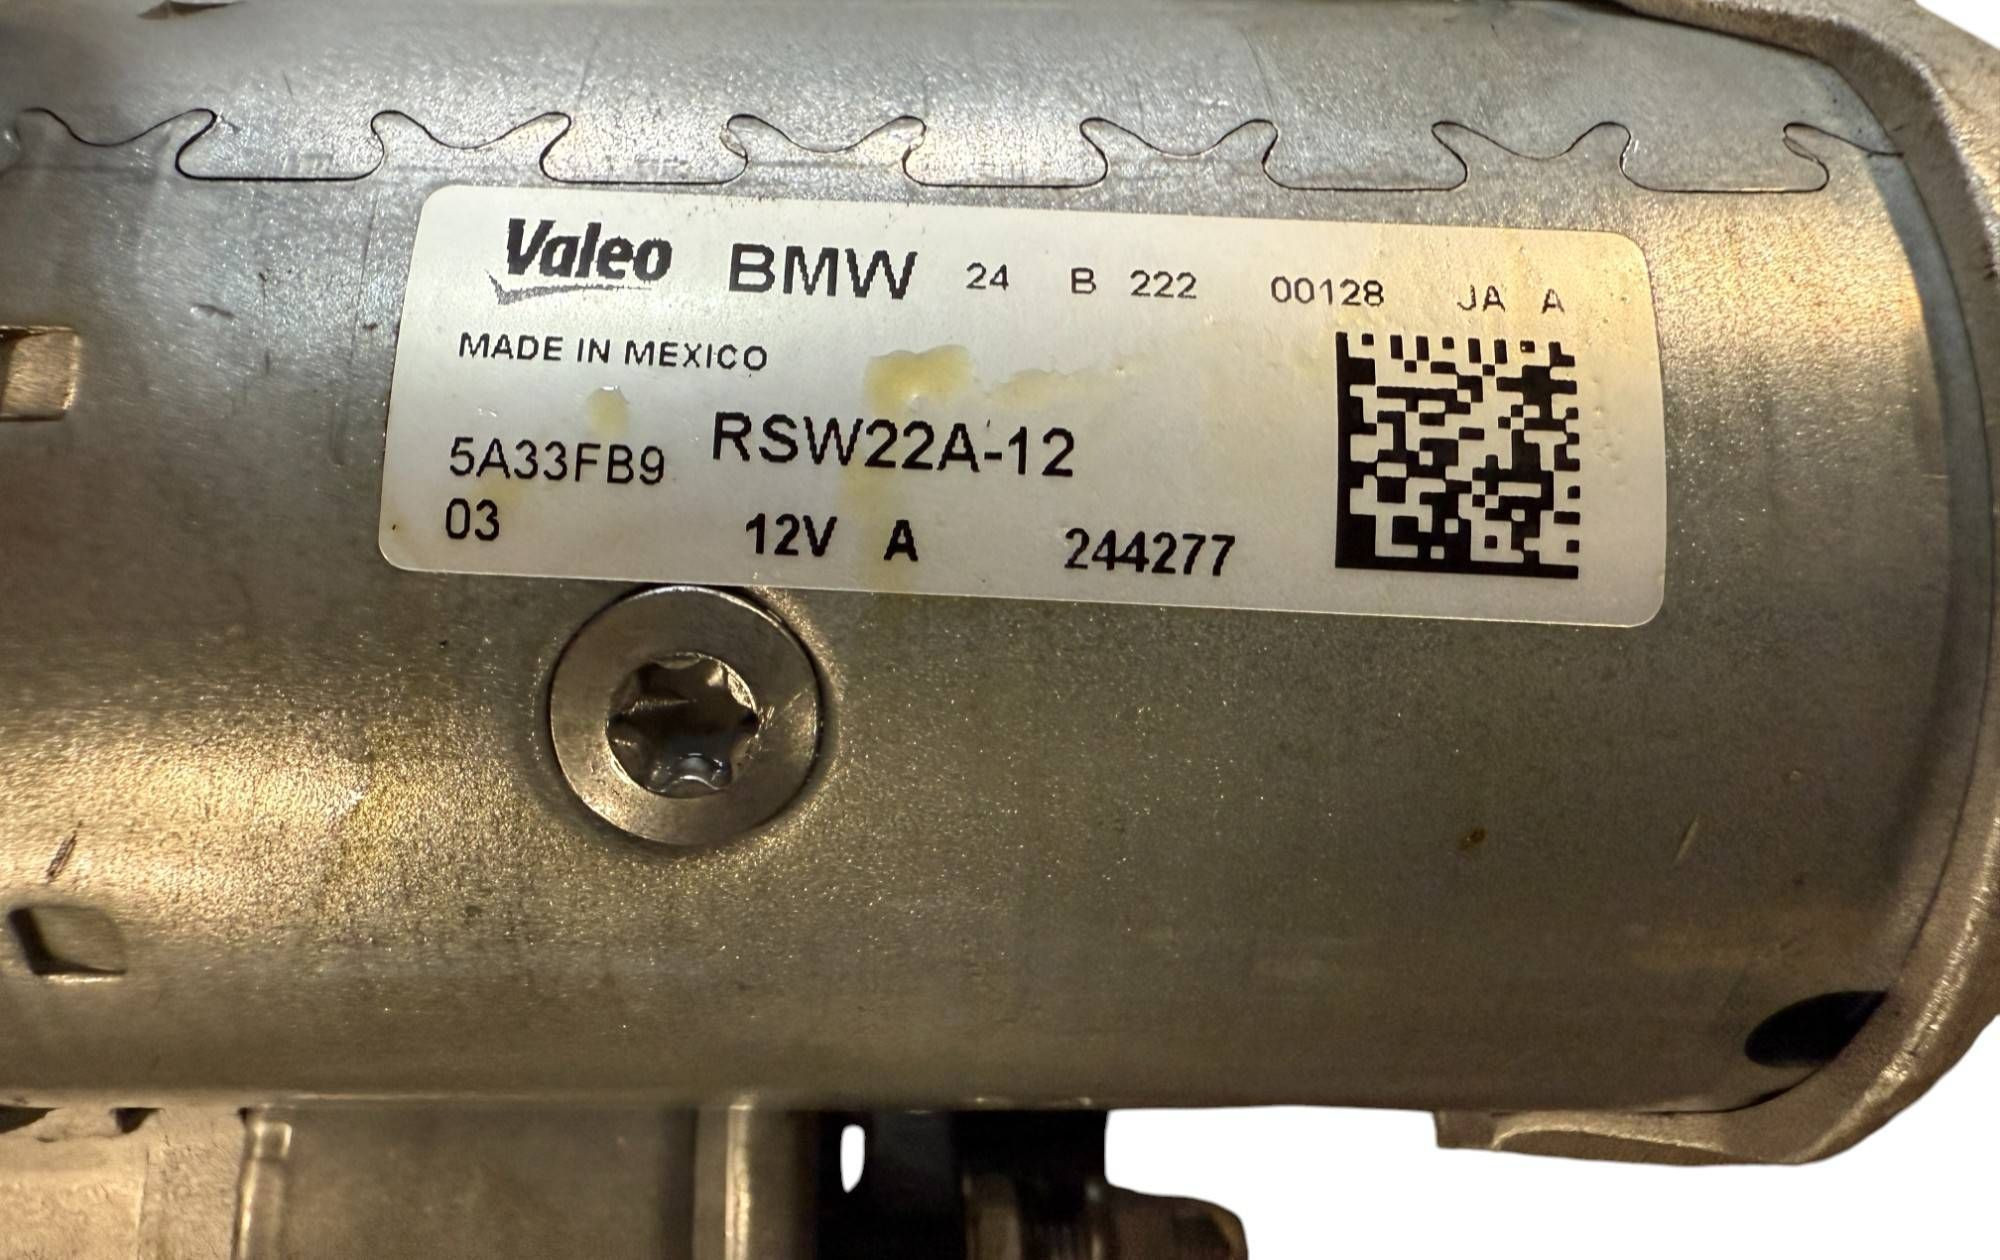 Valeo BMW 24 B 222 00128 JA A
MADE IN MEXICO
5A33FB9 RSW22A-12
03 12V A 244277